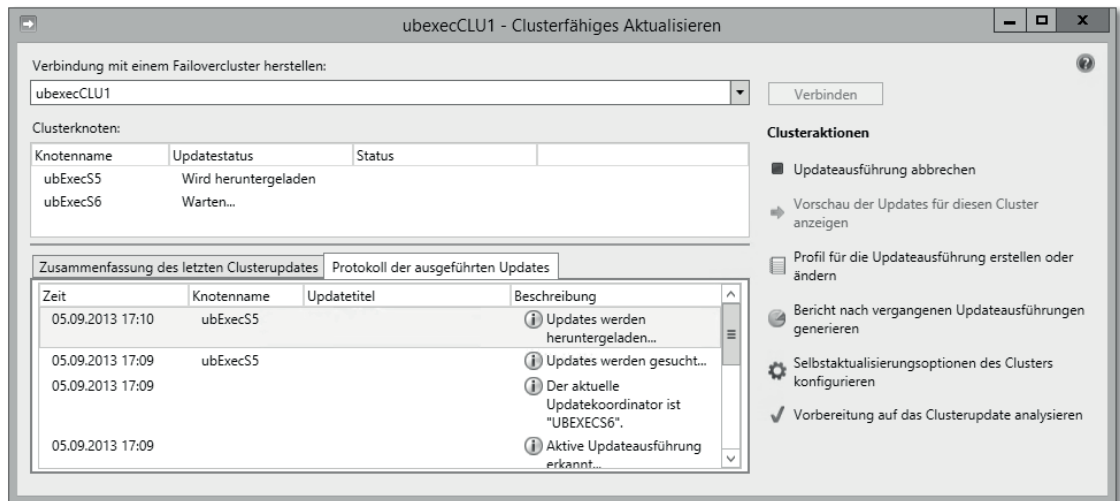 ubexecCLU1 - Clusterfähiges Aktualisieren
Verbindung mit einem Failovercluster herstellen:
ubexecCLU1
Verbinden
Clusterknoten:
Knotenname Updatestatus Status
ubExecS5 Wird heruntergeladen
ubExecS6 Warten...
Zusammenfassung des letzten Clusterupdates Protokoll der ausgeführten Updates
Zeit Knotenname Updatetitel Beschreibung
05.09.2013 17:10 ubExecS5 Updates werden
heruntergeladen...
05.09.2013 17:09 ubExecS5 Updates werden gesucht...
05.09.2013 17:09 Der aktuelle
Updatekoordinator ist
"UBEXECS6".
05.09.2013 17:09 Aktive Updateausführung
erkannt...
Clusteraktionen
Updateausführung abbrechen
Vorschau der Updates für diesen Cluster
anzeigen
Profil für die Updateausführung erstellen oder
ändern
Bericht nach vergangenen Updateausführungen
generieren
Selbstaktualisierungsoptionen des Clusters
konfigurieren
Vorbereitung auf das Clusterupdate analysieren